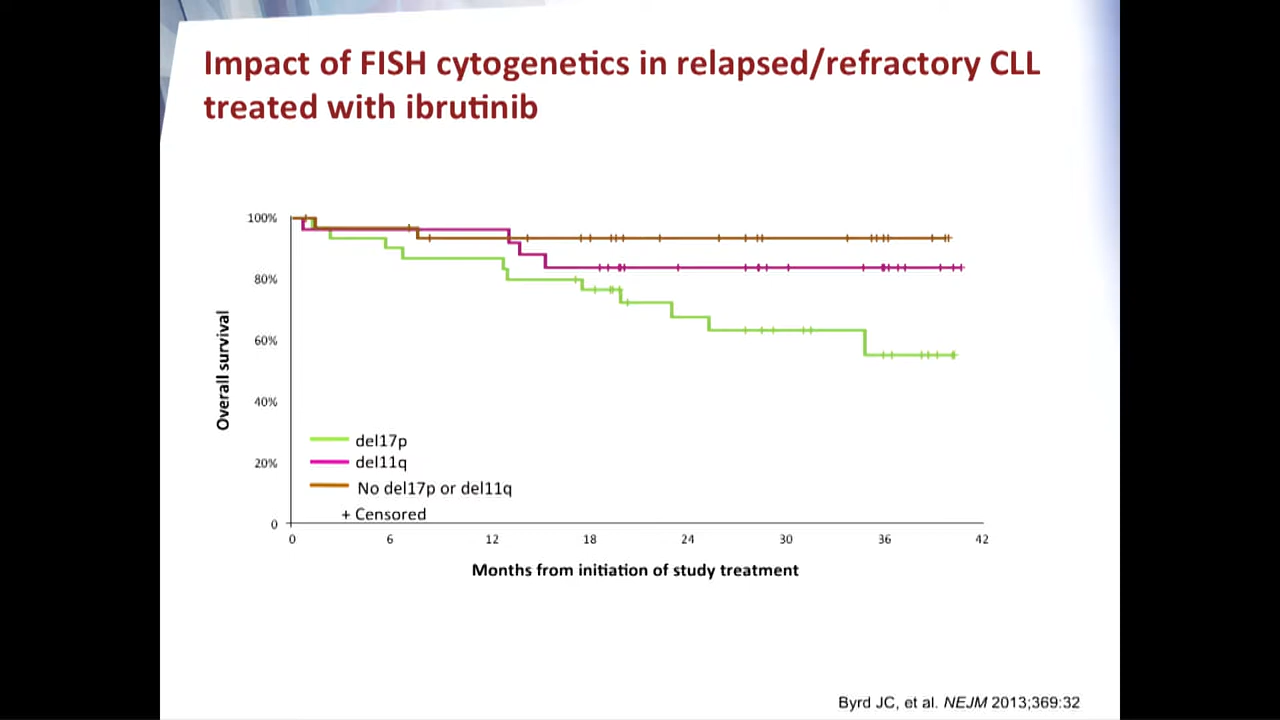 Impact of FISH cytogenetics in relapsed/refractory CLL
treated with ibrutinib
100%
80%
60%
40%
20%
0
Overall survival
del17p
del11q
No del17p or del11q
+ Censored
0 6 12 18 24 30 36 42
Months from initiation of study treatment
Byrd JC, et al. NEJM 2013;369:32